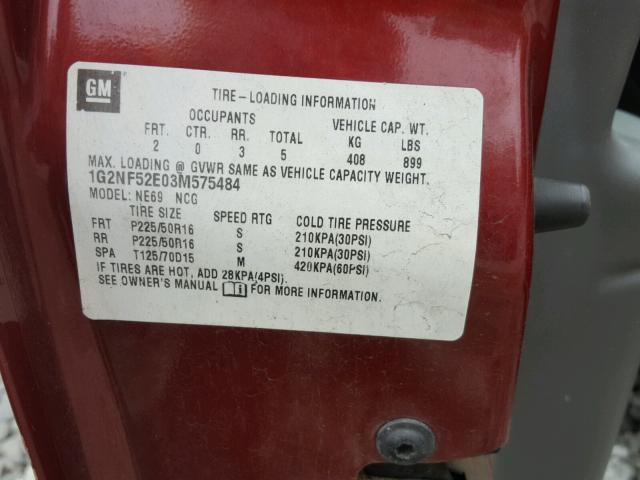 GM
TIRE-LOADING INFORMATION
OCCUPANTS VEHICLE CAP. WT.
FRT. CTR. RR. TOTAL KG LBS
2 0 3 5 408 899
MAX. LOADING @ GVWR SAME AS VEHICLE CAPACITY WEIGHT.
1G2NF52E03M575484
MODEL: NE69 NCG
TIRE SIZE SPEED RTG COLD TIRE PRESSURE
FRT P225/50R16 S 210KPA(30PSI)
RR P225/50R16 S 210KPA(30PSI)
SPA T125/70D15 M 420KPA(60PSI)
IF TIRES ARE HOT, ADD 28KPA(4PSI).
SEE OWNER'S MANUAL FOR MORE INFORMATION.